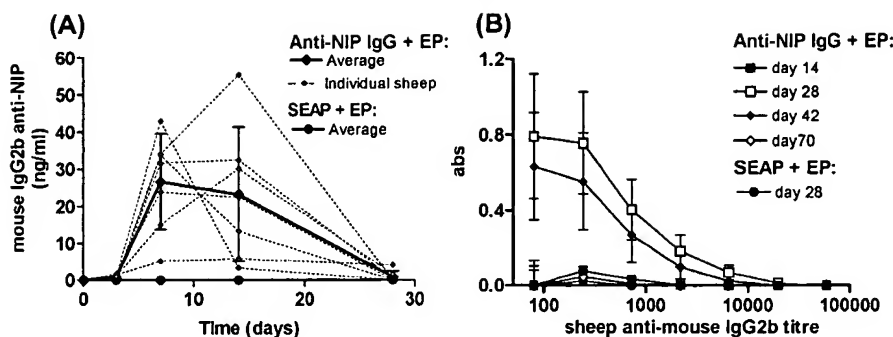 (A)
Anti-NIP IgG + EP:
Average
Individual sheep
SEAP + EP:
Average
mouse IgG2b anti-NIP
(ng/ml)
60
50
40
30
20
10
0
0
10
20
30
Time (days)
(B)
Anti-NIP IgG + EP:
day 14
day 28
day 42
day70
SEAP + EP:
day 28
abs
1.2
0.8
0.4
0.0
100
1000
10000
100000
sheep anti-mouse IgG2b titre